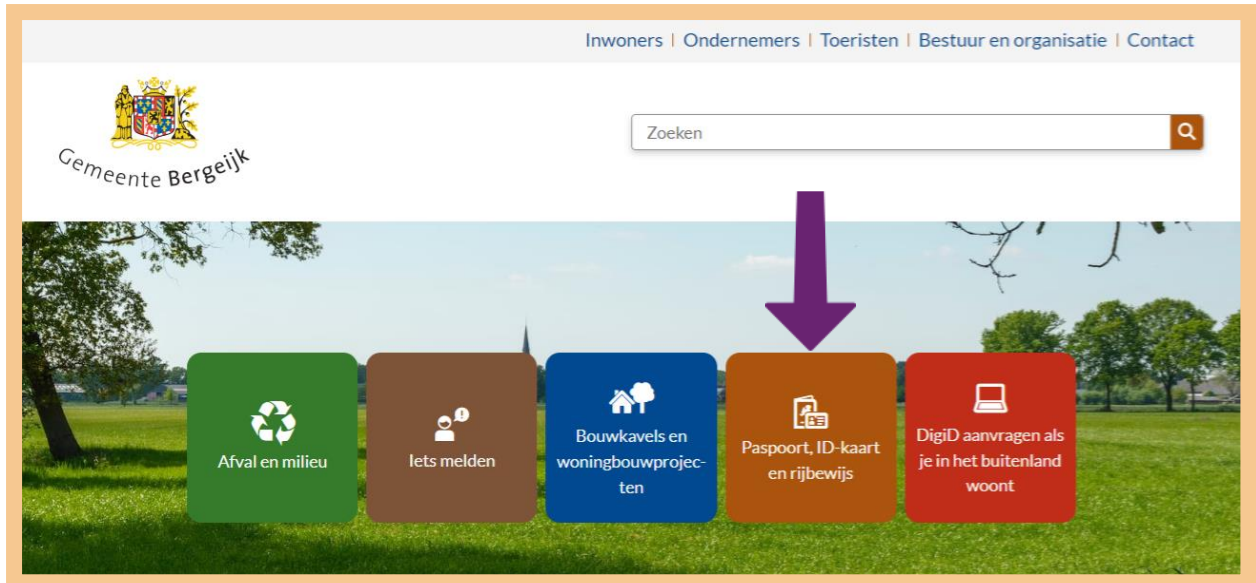 Inwoners | Ondernemers | Toeristen | Bestuur en organisatie | Contact
Gemeente Bergeijk
Zoeken
Afval en milieu
Iets melden
Bouwkavels en
woningbouwprojec-
ten
Paspoort, ID-kaart
en rijbewijs
DigiD aanvragen als
je in het buitenland
woont